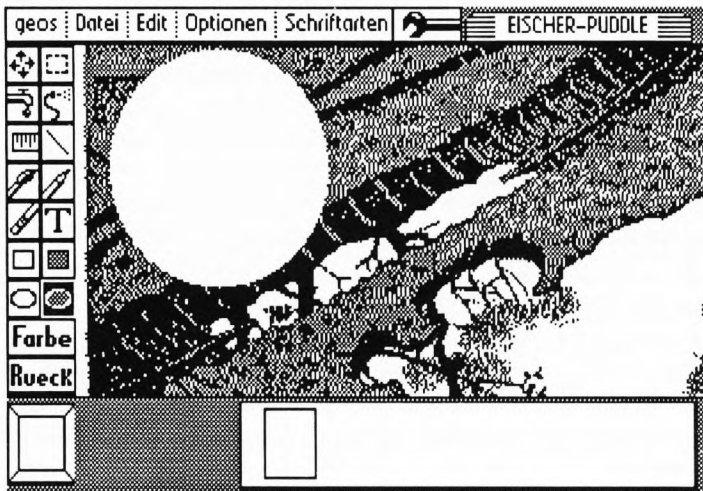 geos Datei Edit Optionen Schriftarten EISCHER-PUDDLE
T
Farbe
Rueck